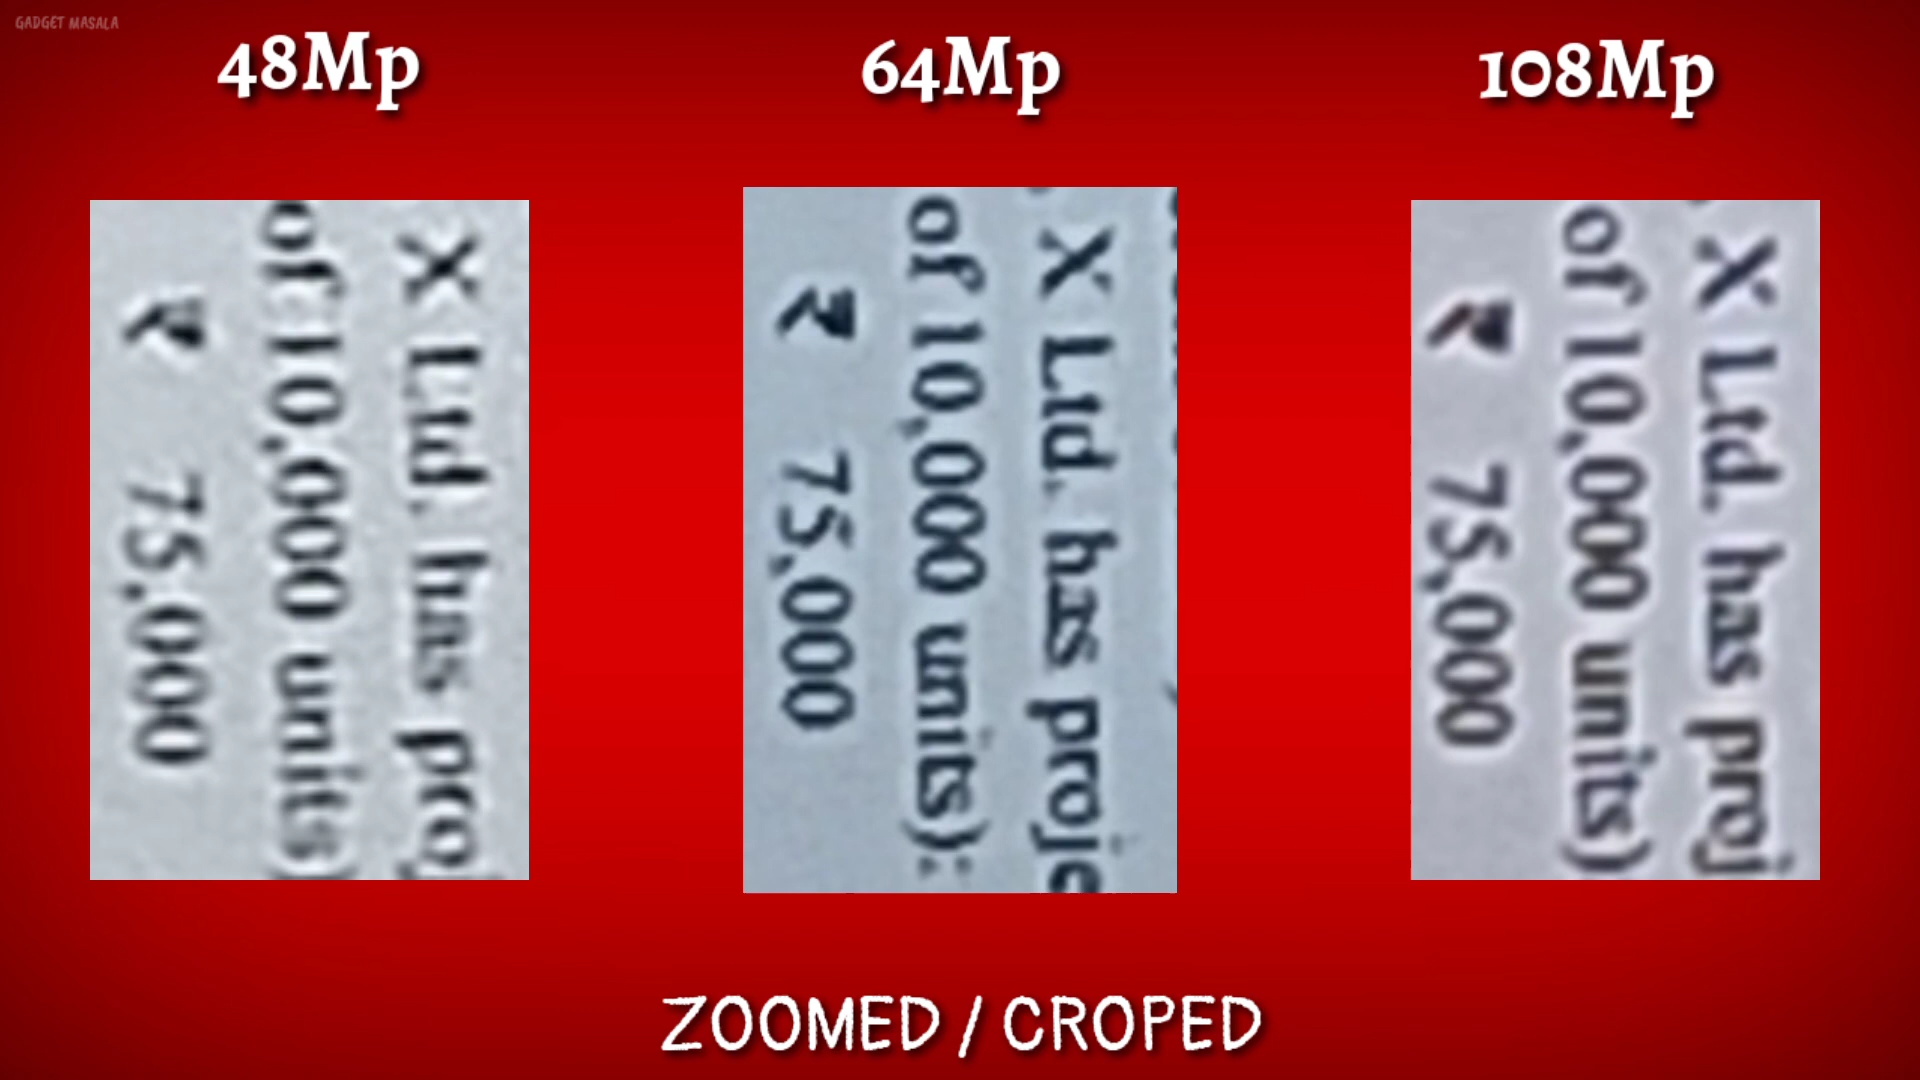 GADGET MASALA
48Mp
64Mp
108Mp
X Ltd. has proj
of 10,000 units)
₹ 75,000
X Ltd. has proje
of 10,000 units):
₹ 75,000
X Ltd. has proj
of 10,000 units)
₹ 75,000
ZOOMED / CROPED